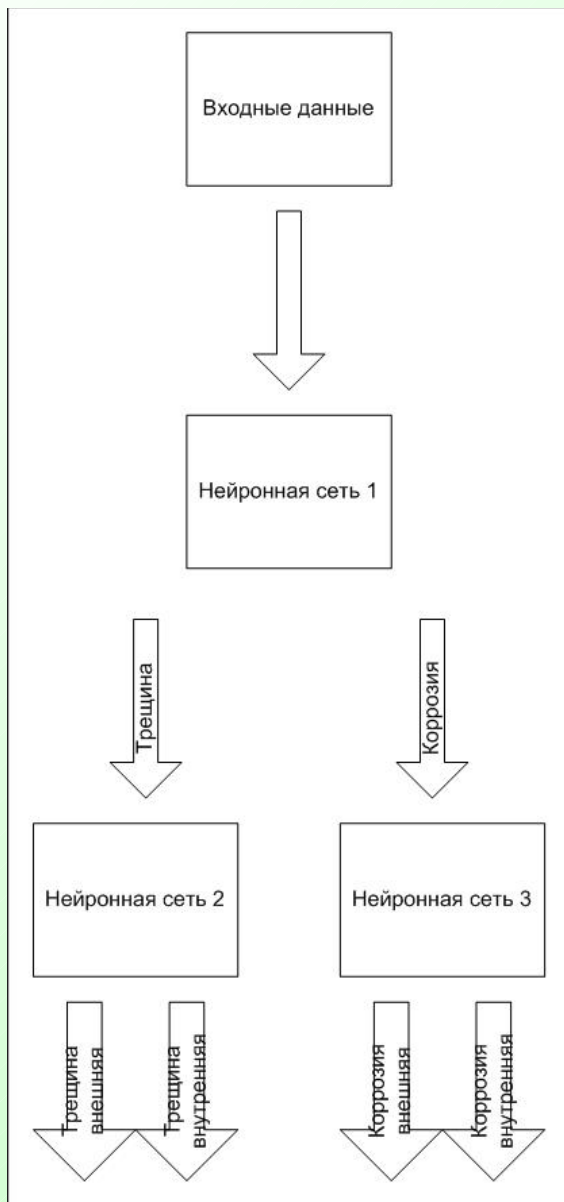 Входные данные
Нейронная сеть 1
Трещина
Коррозия
Нейронная сеть 2
Нейронная сеть 3
Трещина
внешняя
Трещина
внутренняя
Коррозия
внешняя
Коррозия
внутренняя